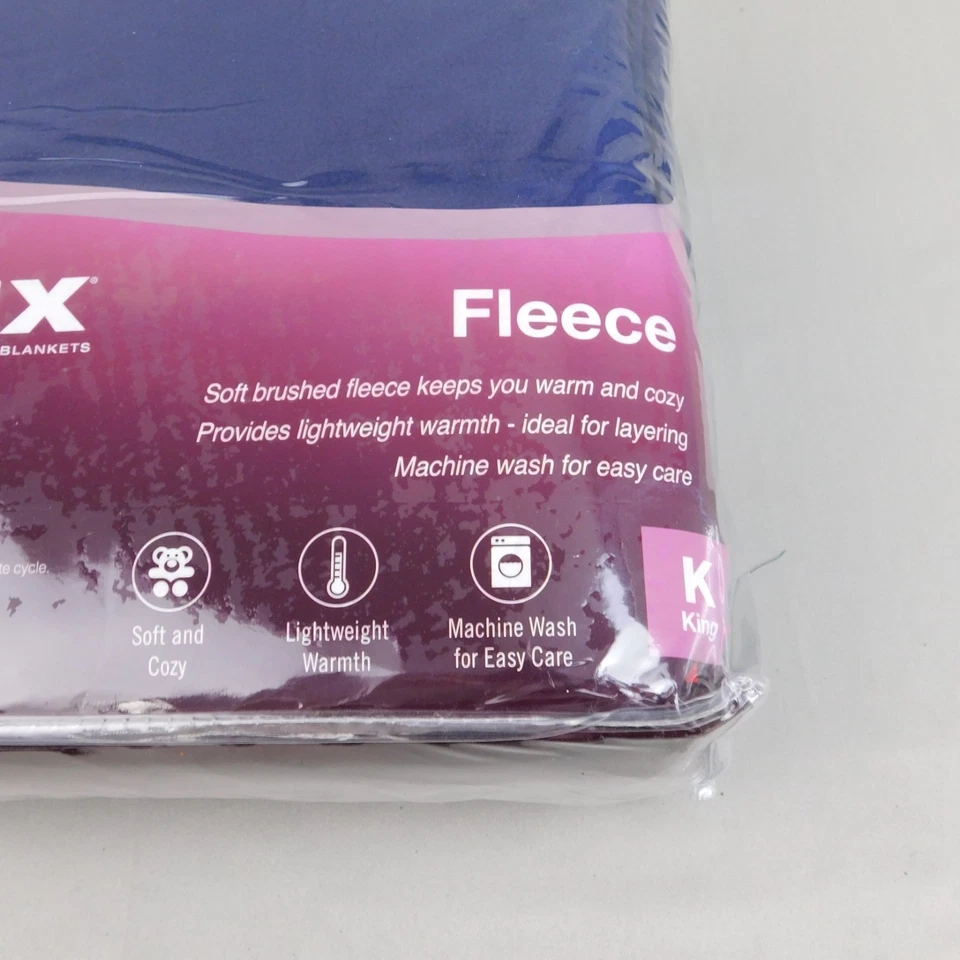 X®
BLANKETS
Fleece
Soft brushed fleece keeps you warm and cozy
Provides lightweight warmth - ideal for layering
Machine wash for easy care
cycle.
Soft and
Cozy
Lightweight
Warmth
Machine Wash
for Easy Care
K
King